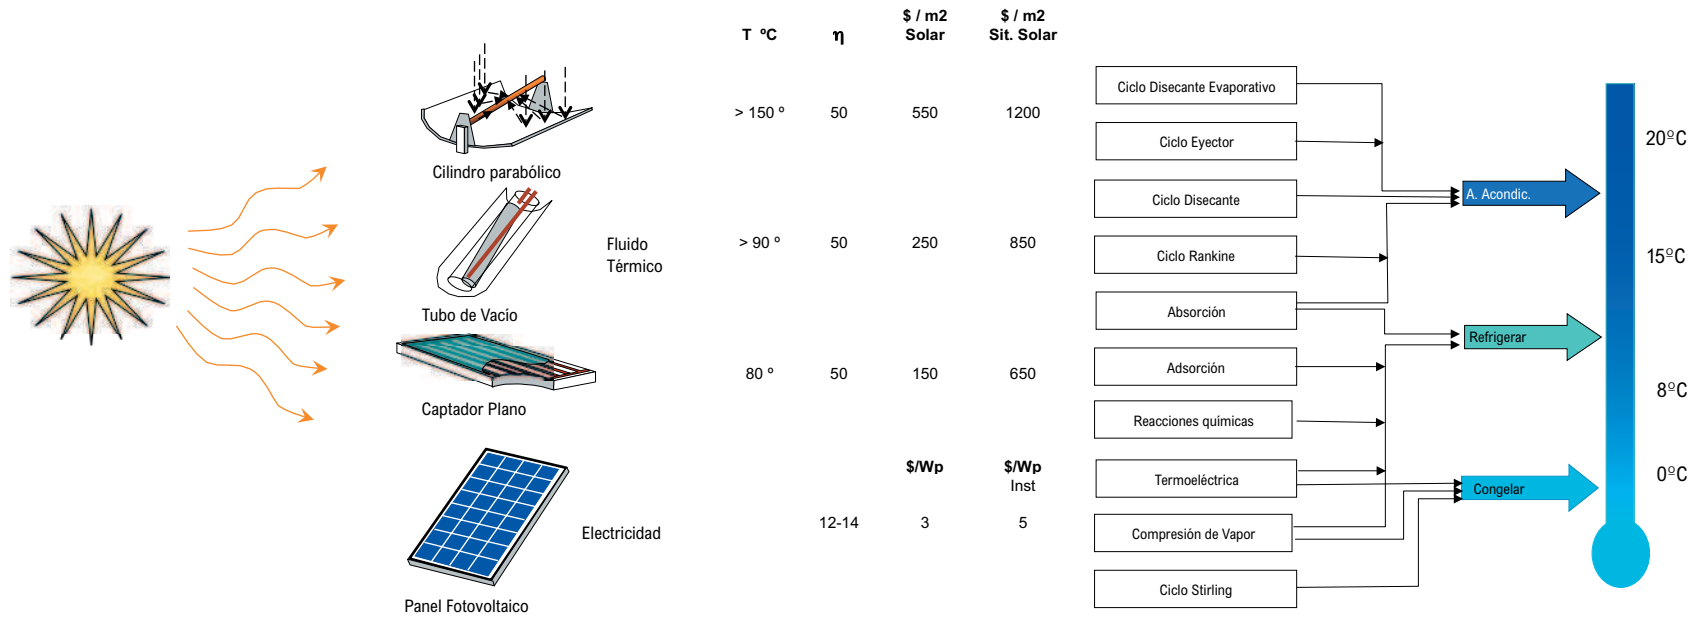 $ / m2
$ / m2
T ºC
η
Solar
Sit. Solar
> 150 º
50
550
1200
Cilindro parabólico
Fluido
Térmico
> 90 º
50
250
850
Tubo de Vacío
80 º
50
150
650
Captador Plano
$/Wp
$/Wp
Inst
Electricidad
12-14
3
5
Panel Fotovoltaico
Ciclo Disecante Evaporativo
Ciclo Eyector
Ciclo Disecante
Ciclo Rankine
Absorción
Adsorción
Reacciones químicas
Termoeléctrica
Compresión de Vapor
Ciclo Stirling
A. Acondic.
Refrigerar
Congelar
20ºC
15ºC
8ºC
0ºC